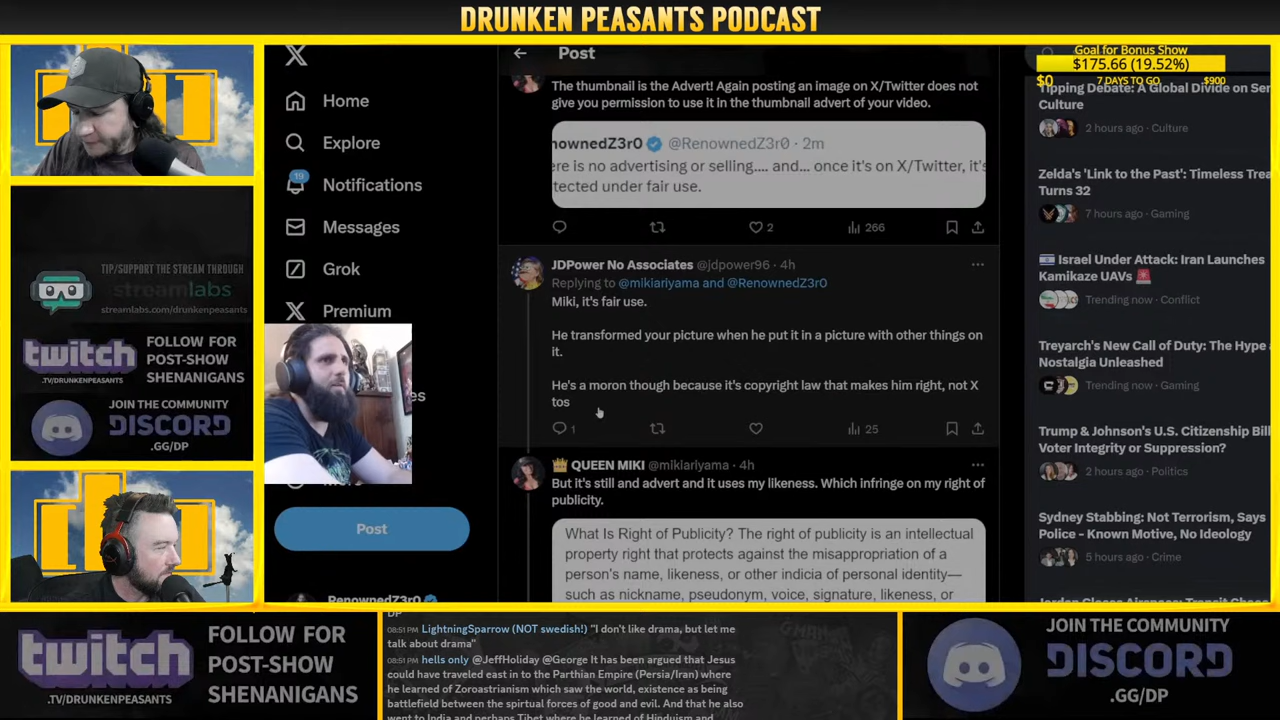 DRUNKEN PEASANTS PODCAST
TIP/SUPPORT THE STREAM THROUGH
streamlabs
streamlabs.com/drunkenpeasants
twitch
.TV/DRUNKENPEASANTS
FOLLOW FOR
POST-SHOW
SHENANIGANS
JOIN THE COMMUNITY
DISCORD
.GG/DP
Home
Explore
19
Notifications
Messages
Grok
Premium
Post
RenownedZ3r0
Post
The thumbnail is the Advert! Again posting an image on X/Twitter does not
give you permission to use it in the thumbnail advert of your video.
nownedZ3r0 @RenownedZ3r0 · 2m
ere is no advertising or selling.... and... once it's on X/Twitter, it's
tected under fair use.
2
266
JDPower No Associates @jdpower96 · 4h
Replying to @mikiariyama and @RenownedZ3r0
Miki, it's fair use.
He transformed your picture when he put it in a picture with other things on
it.
He's a moron though because it's copyright law that makes him right, not X
tos
1
25
QUEEN MIKI @mikiariyama · 4h
But it's still and advert and it uses my likeness. Which infringe on my right of
publicity.
What Is Right of Publicity? The right of publicity is an intellectual
property right that protects against the misappropriation of a
person's name, likeness, or other indicia of personal identity—
such as nickname, pseudonym, voice, signature, likeness, or
Goal for Bonus Show
$175.66 (19.52%)
$0
7 DAYS TO GO
$900
Tipping Debate: A Global Divide on Ser
Culture
2 hours ago · Culture
Zelda's 'Link to the Past': Timeless Trea
Turns 32
7 hours ago · Gaming
Israel Under Attack: Iran Launches
Kamikaze UAVs
Trending now · Conflict
Treyarch's New Call of Duty: The Hype a
Nostalgia Unleashed
Trending now · Gaming
Trump & Johnson's U.S. Citizenship Bill
Voter Integrity or Suppression?
2 hours ago · Politics
Sydney Stabbing: Not Terrorism, Says
Police - Known Motive, No Ideology
5 hours ago · Crime
twitch
.TV/DRUNKENPEASANTS
FOLLOW FOR
POST-SHOW
SHENANIGANS
DP
08:51 PM LightningSparrow (NOT swedish!) "I don't like drama, but let me
talk about drama"
08:51 PM hells only @JeffHoliday @George It has been argued that Jesus
could have traveled east in to the Parthian Empire (Persia/Iran) where
he learned of Zoroastrianism which saw the world, existence as being
battlefield between the spirtual forces of good and evil. And that he also
went to India and perhaps Tibet where he learned of Hinduism and
JOIN THE COMMUNITY
DISCORD
.GG/DP